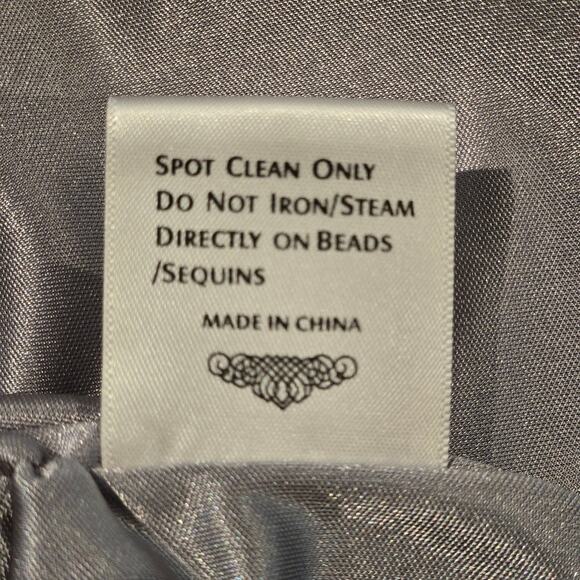 SPOT CLEAN ONLY
DO NOT IRON/STEAM
DIRECTLY ON BEADS
/SEQUINS
MADE IN CHINA